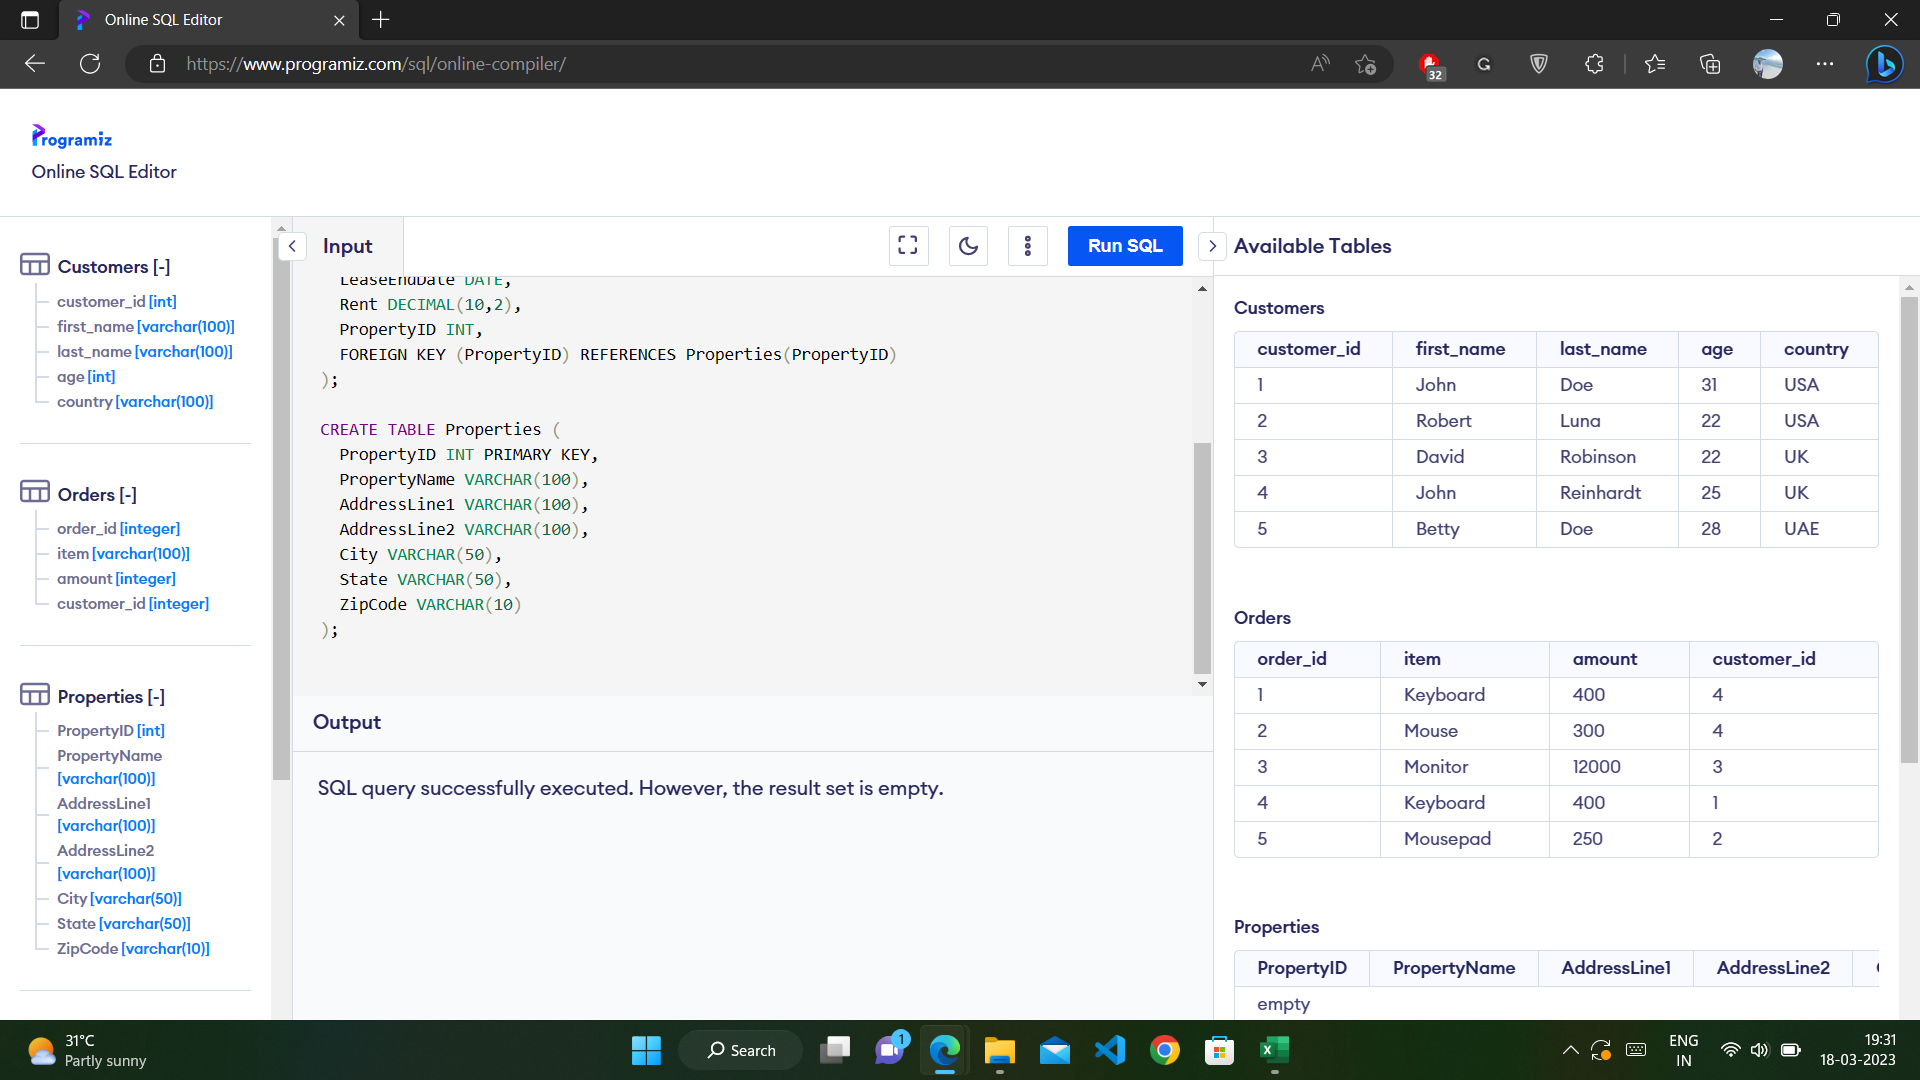 Online SQL Editor
https://www.programiz.com/sql/online-compiler/
32
Programiz
Online SQL Editor
Customers [-]
customer_id [int]
first_name [varchar(100)]
last_name [varchar(100)]
age [int]
country [varchar(100)]
Orders [-]
order_id [integer]
item [varchar(100)]
amount [integer]
customer_id [integer]
Properties [-]
PropertyID [int]
PropertyName
[varchar(100)]
AddressLine1
[varchar(100)]
AddressLine2
[varchar(100)]
City [varchar(50)]
State [varchar(50)]
ZipCode [varchar(10)]
Input
Run SQL
LeaseEndDate DATE,
Rent DECIMAL(10,2),
PropertyID INT,
FOREIGN KEY (PropertyID) REFERENCES Properties(PropertyID)
);
CREATE TABLE Properties (
PropertyID INT PRIMARY KEY,
PropertyName VARCHAR(100),
AddressLine1 VARCHAR(100),
AddressLine2 VARCHAR(100),
City VARCHAR(50),
State VARCHAR(50),
ZipCode VARCHAR(10)
);
Output
SQL query successfully executed. However, the result set is empty.
Available Tables
Customers
customer_id first_name last_name age country
1 John Doe 31 USA
2 Robert Luna 22 USA
3 David Robinson 22 UK
4 John Reinhardt 25 UK
5 Betty Doe 28 UAE
Orders
order_id item amount customer_id
1 Keyboard 400 4
2 Mouse 300 4
3 Monitor 12000 3
4 Keyboard 400 1
5 Mousepad 250 2
Properties
PropertyID PropertyName AddressLine1 AddressLine2
empty
31°C
Partly sunny
Search
1
ENG
IN
19:31
18-03-2023